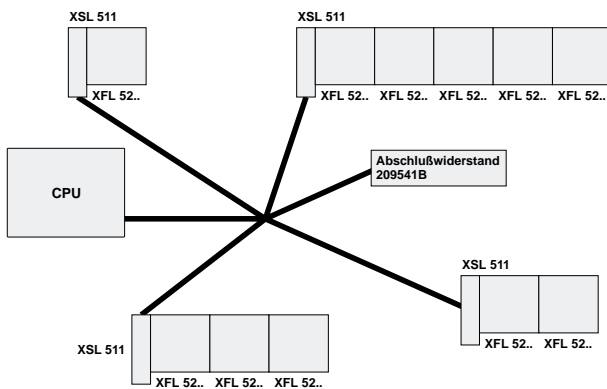 XSL 511
XSL 511
XFL 52..
XFL 52.. XFL 52.. XFL 52.. XFL 52.. XFL 52..
Abschlußwiderstand
209541B
CPU
XSL 511
XSL 511
XFL 52.. XFL 52..
XFL 52.. XFL 52.. XFL 52..